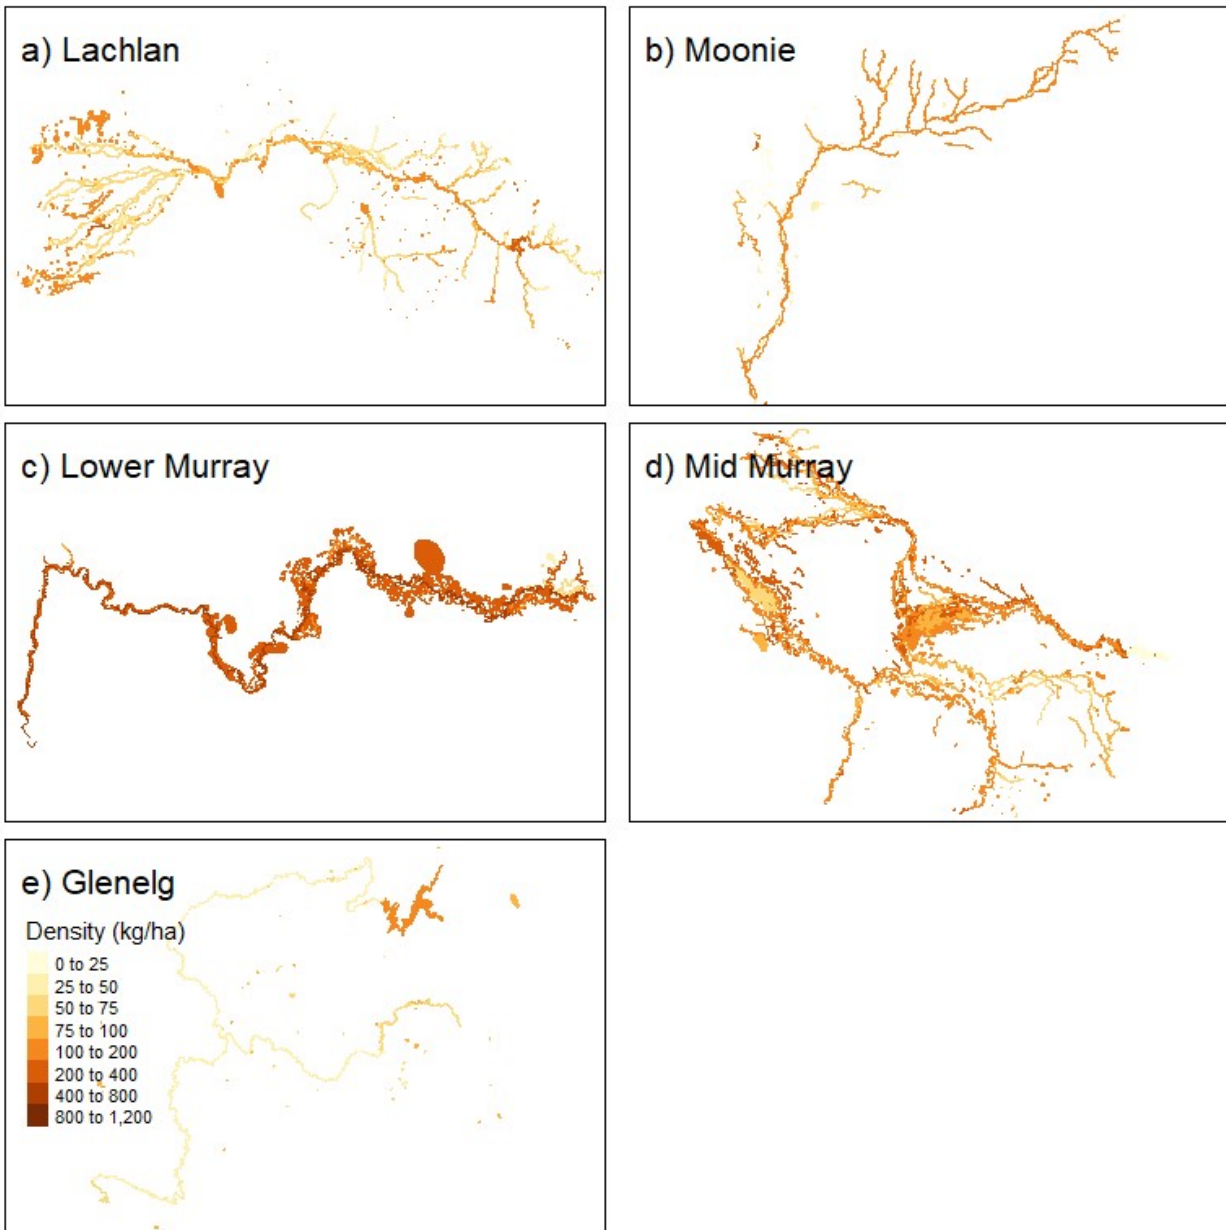 a) Lachlan
b) Moonie
c) Lower Murray
d) Mid Murray
e) Glenelg
Density (kg/ha)
0 to 25
25 to 50
50 to 75
75 to 100
100 to 200
200 to 400
400 to 800
800 to 1,200